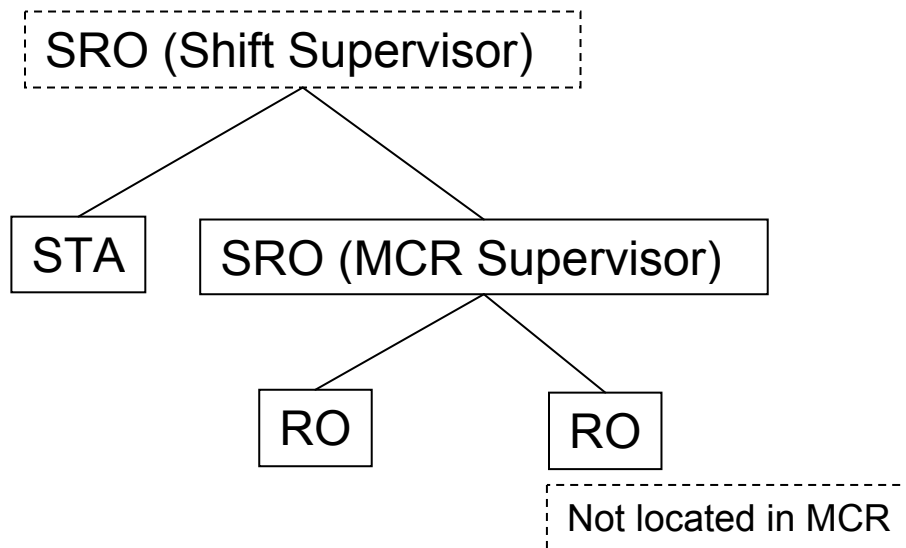 SRO (Shift Supervisor)
STA
SRO (MCR Supervisor)
RO
RO
Not located in MCR